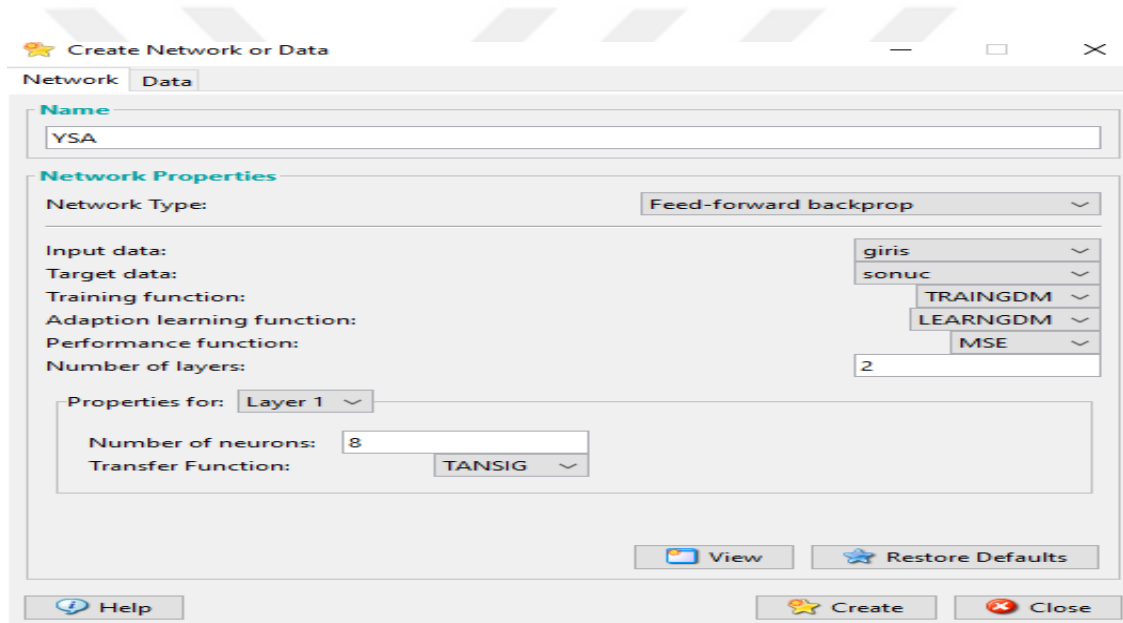 Create Network or Data
Network Data
Name
YSA
Network Properties
Network Type: Feed-forward backprop
Input data: giris
Target data: sonuc
Training function: TRAINGDM
Adaption learning function: LEARNGDM
Performance function: MSE
Number of layers: 2
Properties for: Layer 1
Number of neurons: 8
Transfer Function: TANSIG
View Restore Defaults
Help Create Close